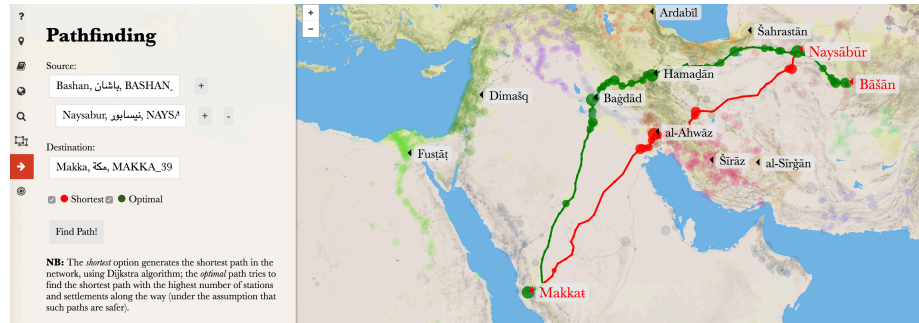 ?
Pathfinding
Source:
Bashan, باشان, BASHAN_
+
Naysabur, نيسابور, NAYSA
+ -
Destination:
Makka, مكة, MAKKA_39
Shortest Optimal
Find Path!
NB: The shortest option generates the shortest path in the
network, using Dijkstra algorithm; the optimal path tries to
find the shortest path with the highest number of stations
and settlements along the way (under the assumption that
such paths are safer).
+
−
Ardabīl
Šahrastān
Naysābūr
Hamaḏān
Bāšān
Dimašq
Baġdād
al-Ahwāz
Fusṭāṭ
Šīrāz
al-Sīrǧān
Makkaŧ